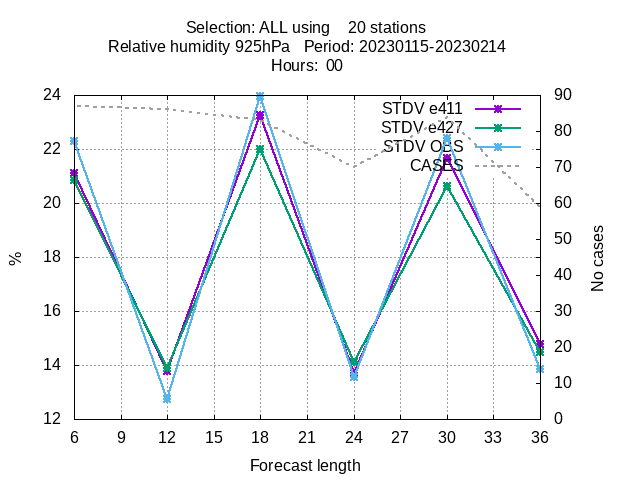 Selection: ALL using 20 stations
Relative humidity 925hPa Period: 20230115-20230214
Hours: 00
24 90
STDV e411
STDV e427
STDV OBS
CASES
22 80
20 70
18 60
16 50
14 40
12 30
20
10
0
%
No cases
6 9 12 15 18 21 24 27 30 33 36
Forecast length